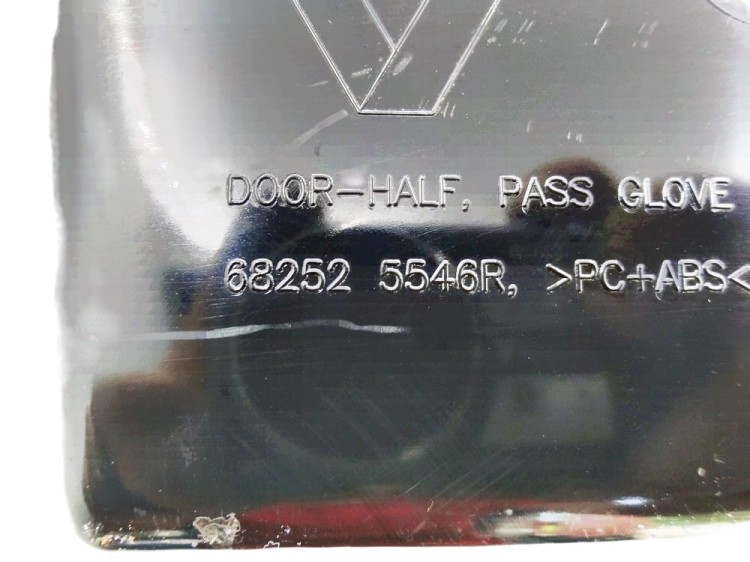 DOOR-HALF, PASS GLOVE
68252 5546R, >PC+ABS<